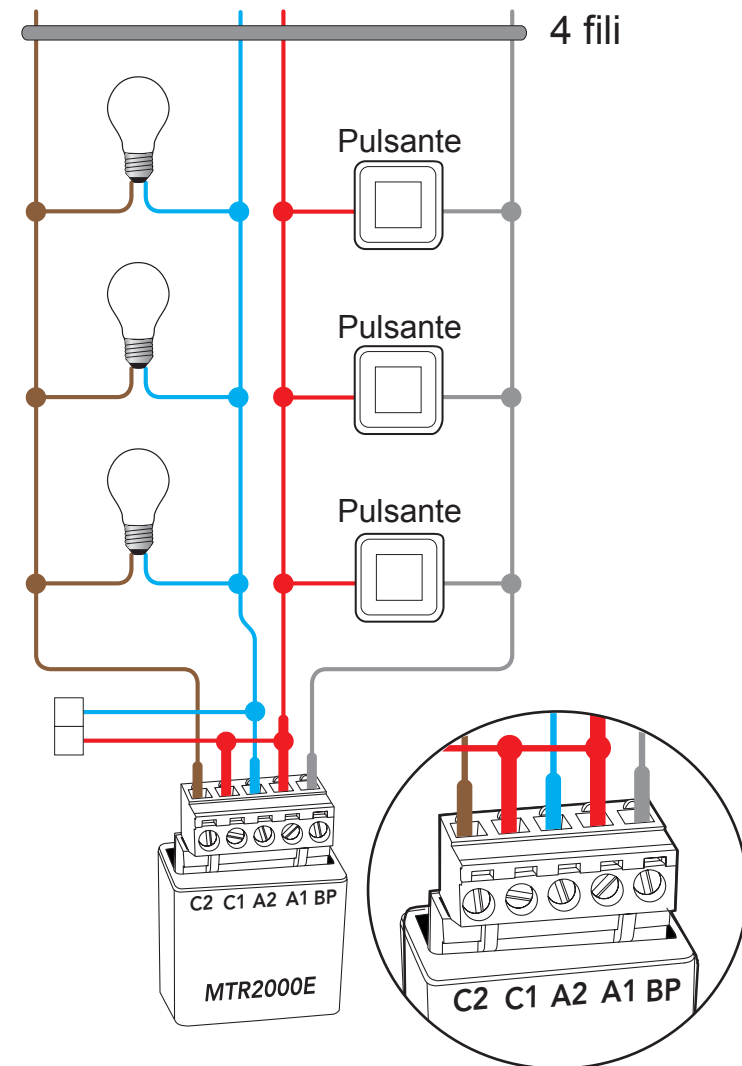 4 fili
Pulsante
Pulsante
Pulsante
C2 C1 A2 A1 BP
MTR2000E
C2 C1 A2 A1 BP